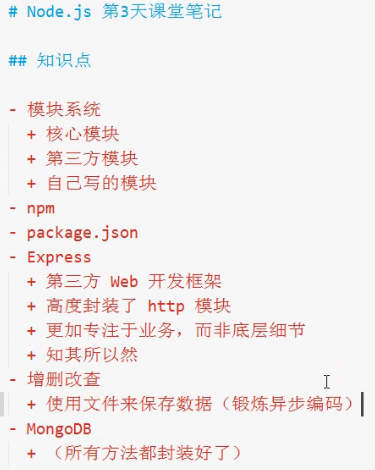 # Node.js 第3天课堂笔记
## 知识点
- 模块系统
+ 核心模块
+ 第三方模块
+ 自己写的模块
- npm
- package.json
- Express
+ 第三方 Web 开发框架
+ 高度封装了 http 模块
+ 更加专注于业务，而非底层细节
+ 知其所以然
- 增删改查
+ 使用文件来保存数据（锻炼异步编码）
- MongoDB
+ （所有方法都封装好了）